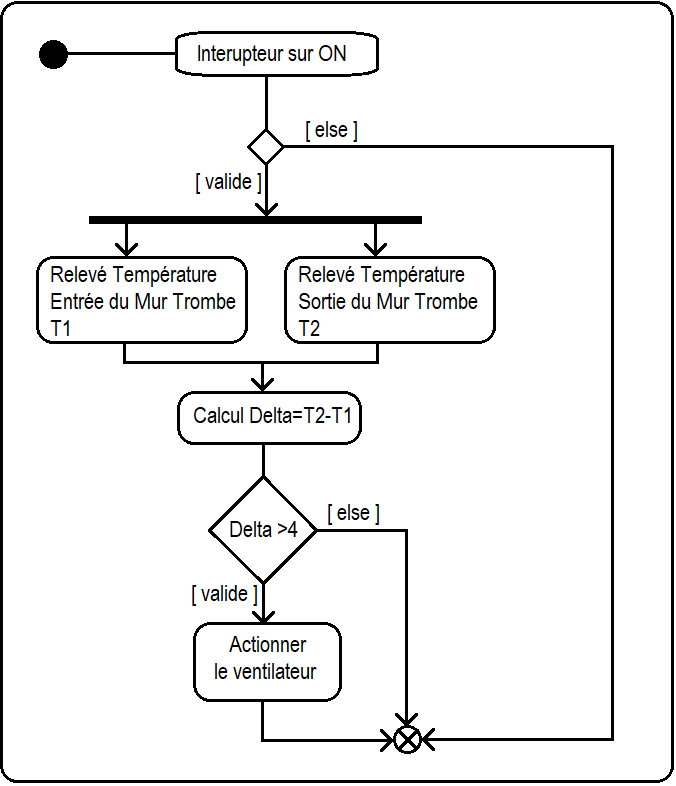 Interupteur sur ON
[ else ]
[ valide ]
Relevé Température
Entrée du Mur Trombe
T1
Relevé Température
Sortie du Mur Trombe
T2
Calcul Delta=T2-T1
[ else ]
Delta >4
[ valide ]
Actionner
le ventilateur